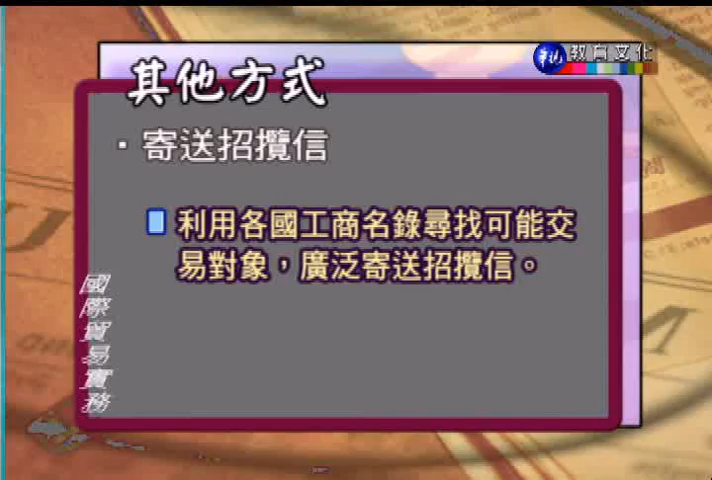 教育文化
其他方式
・寄送招攬信
利用各國工商名錄尋找可能交
易對象，廣泛寄送招攬信。
國際貿易實務